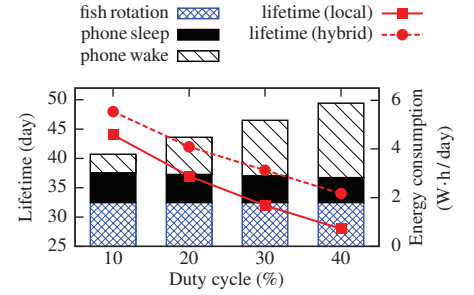 fish rotation
phone sleep
phone wake
lifetime (local)
lifetime (hybrid)
Lifetime (day)
50
45
40
35
30
25
6
4
2
0
Energy consumption
(W·h/day)
10 20 30 40
Duty cycle (%)